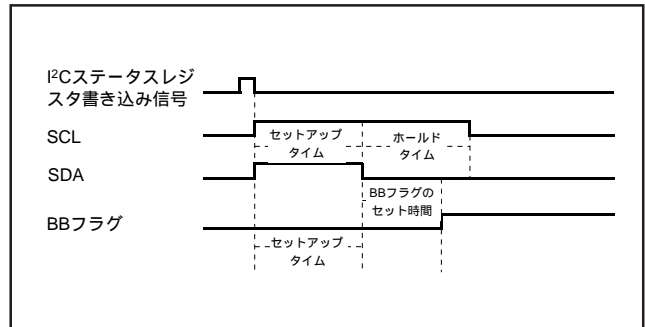 I²Cステータスレジ
スタ書き込み信号
SCL
セットアップ
タイム
ホールド
タイム
SDA
BBフラグの
セット時間
BBフラグ
セットアップ
タイム